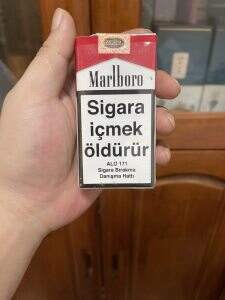 Marlboro
Sigara
içmek
öldürür
ALO 171
Sigara Bırakma
Danışma Hattı